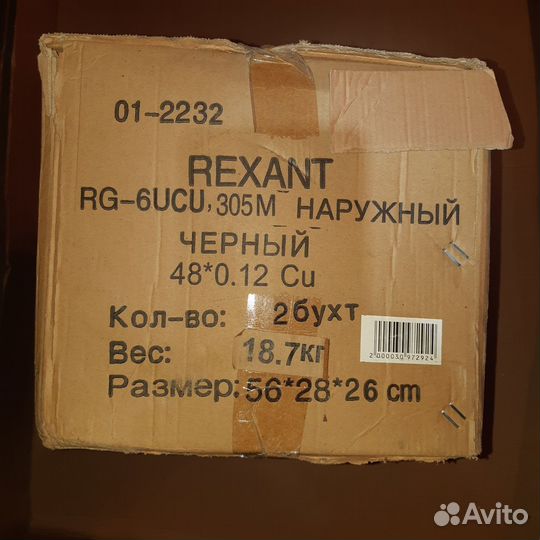 01-2232
REXANT
RG-6UCU, 305М НАРУЖНЫЙ
ЧЕРНЫЙ
48*0.12 Cu
Кол-во: 2бухт
Вес: 18.7кг
Размер: 56*28*26 cm
2000030972924
Avito